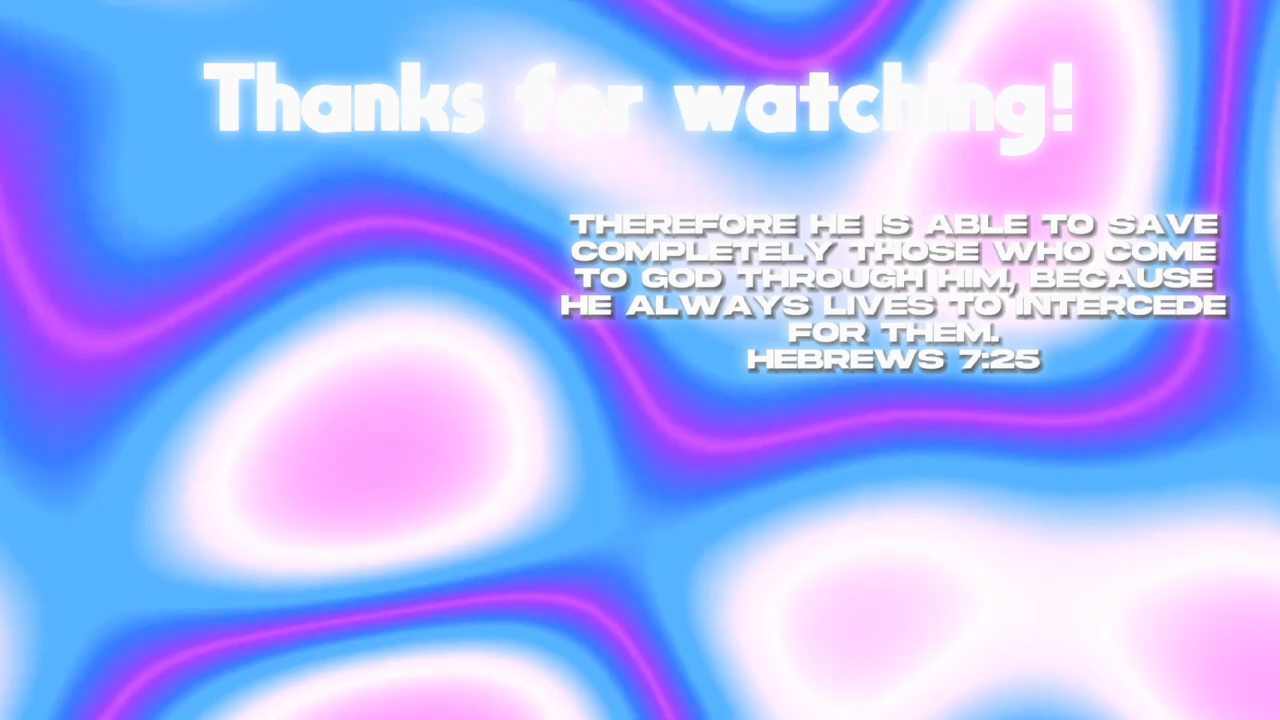 Thanks for watching!
THEREFORE HE IS ABLE TO SAVE
COMPLETELY THOSE WHO COME
TO GOD THROUGH HIM, BECAUSE
HE ALWAYS LIVES TO INTERCEDE
FOR THEM.
HEBREWS 7:25